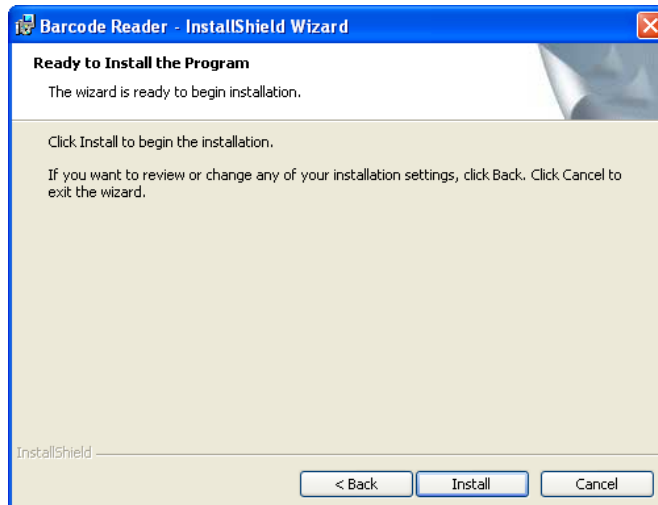 Barcode Reader - InstallShield Wizard
Ready to Install the Program
The wizard is ready to begin installation.
Click Install to begin the installation.
If you want to review or change any of your installation settings, click Back. Click Cancel to
exit the wizard.
InstallShield
< Back Install Cancel